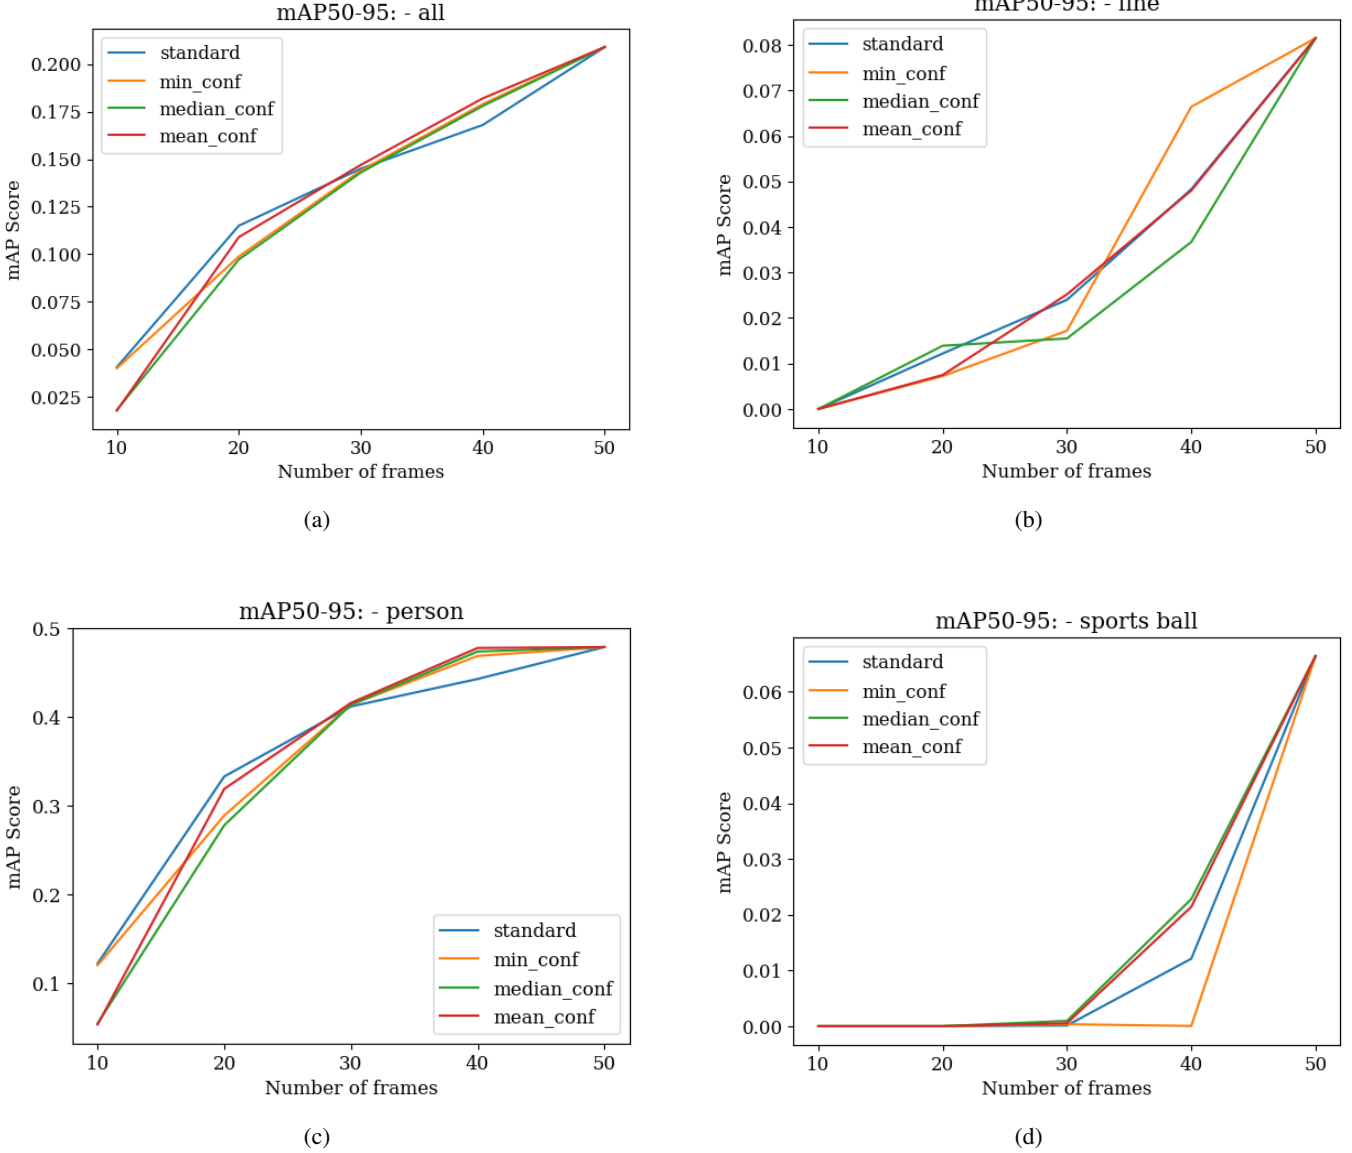 mAP50-95: - all
0.200
0.175
0.150
0.125
0.100
0.075
0.050
0.025
mAP Score
standard
min_conf
median_conf
mean_conf
10 20 30 40 50
Number of frames
(a)
mAP50-95: - line
0.08
0.07
0.06
0.05
0.04
0.03
0.02
0.01
0.00
mAP Score
standard
min_conf
median_conf
mean_conf
10 20 30 40 50
Number of frames
(b)
mAP50-95: - person
0.5
0.4
0.3
0.2
0.1
mAP Score
standard
min_conf
median_conf
mean_conf
10 20 30 40 50
Number of frames
(c)
mAP50-95: - sports ball
0.06
0.05
0.04
0.03
0.02
0.01
0.00
mAP Score
standard
min_conf
median_conf
mean_conf
10 20 30 40 50
Number of frames
(d)